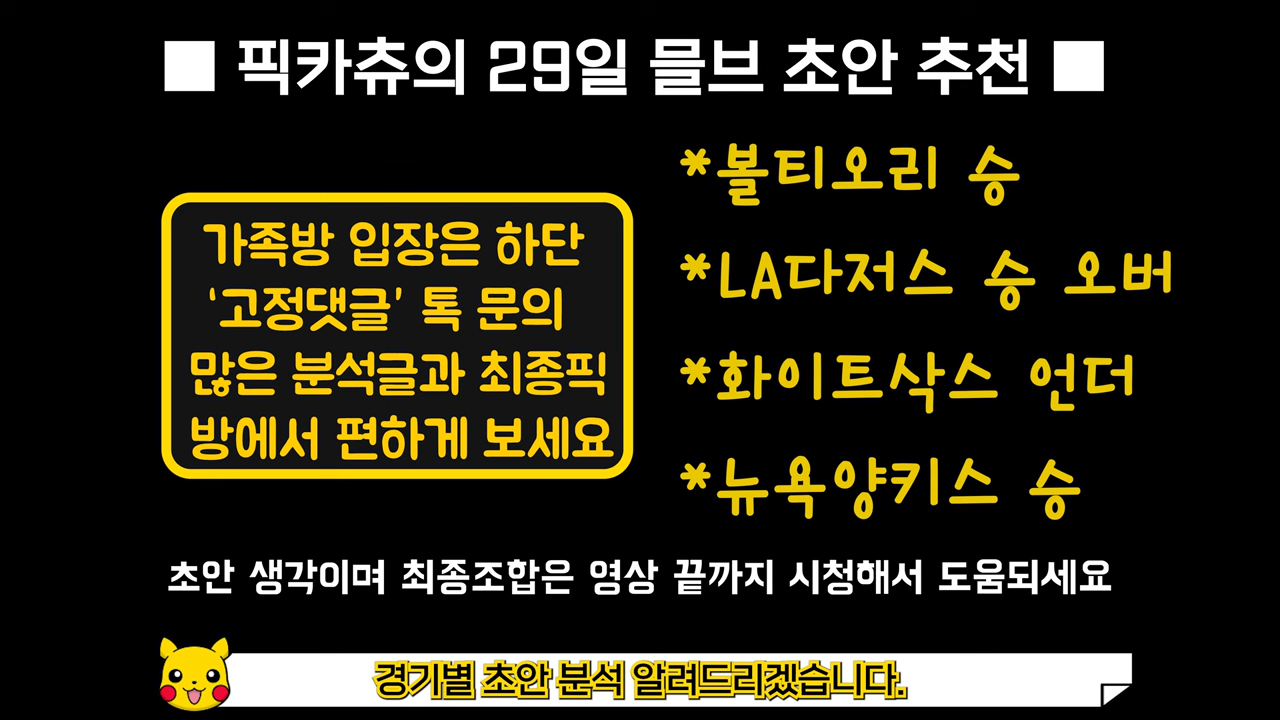 ■ 픽카츄의 29일 믈브 초안 추천 ■
가족방 입장은 하단
‘고정댓글’ 톡 문의
많은 분석글과 최종픽
방에서 편하게 보세요
*볼티오리 승
*LA다저스 승 오버
*화이트삭스 언더
*뉴욕양키스 승
초안 생각이며 최종조합은 영상 끝까지 시청해서 도움되세요
경기별 초안 분석 알려드리겠습니다.